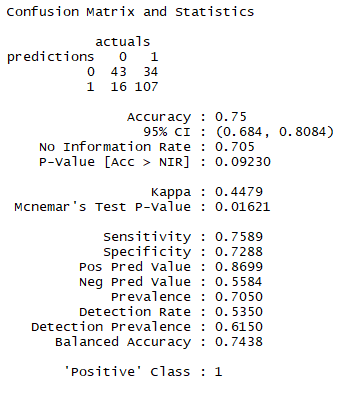 Confusion Matrix and Statistics
actuals
predictions 0 1
0 43 34
1 16 107
Accuracy : 0.75
95% CI : (0.684, 0.8084)
No Information Rate : 0.705
P-Value [Acc > NIR] : 0.09230
Kappa : 0.4479
Mcnemar's Test P-Value : 0.01621
Sensitivity : 0.7589
Specificity : 0.7288
Pos Pred Value : 0.8699
Neg Pred Value : 0.5584
Prevalence : 0.7050
Detection Rate : 0.5350
Detection Prevalence : 0.6150
Balanced Accuracy : 0.7438
'Positive' Class : 1